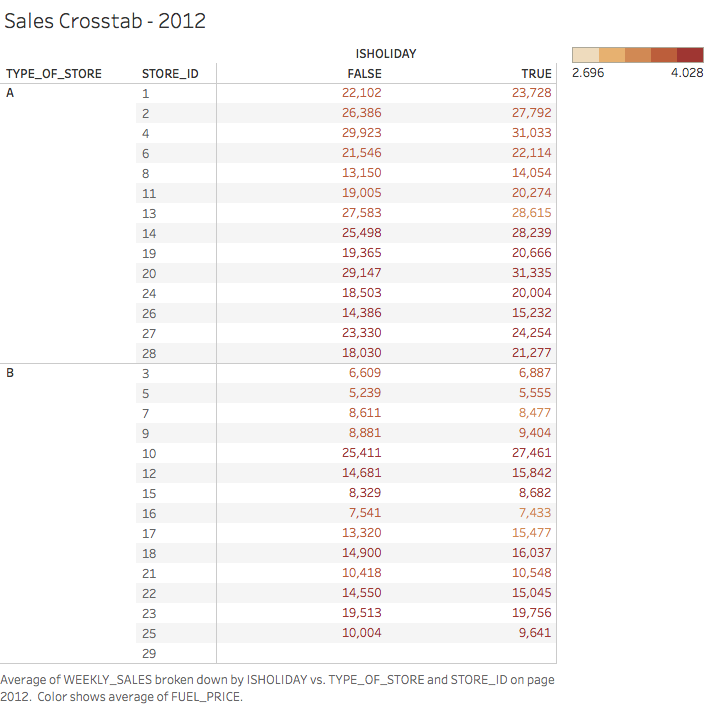 Sales Crosstab - 2012
ISHOLIDAY
TYPE_OF_STORE STORE_ID FALSE TRUE
2.696 4.028
A 1 22,102 23,728
2 26,386 27,792
4 29,923 31,033
6 21,546 22,114
8 13,150 14,054
11 19,005 20,274
13 27,583 28,615
14 25,498 28,239
19 19,365 20,666
20 29,147 31,335
24 18,503 20,004
26 14,386 15,232
27 23,330 24,254
28 18,030 21,277
B 3 6,609 6,887
5 5,239 5,555
7 8,611 8,477
9 8,881 9,404
10 25,411 27,461
12 14,681 15,842
15 8,329 8,682
16 7,541 7,433
17 13,320 15,477
18 14,900 16,037
21 10,418 10,548
22 14,550 15,045
23 19,513 19,756
25 10,004 9,641
29
Average of WEEKLY_SALES broken down by ISHOLIDAY vs. TYPE_OF_STORE and STORE_ID on page
2012. Color shows average of FUEL_PRICE.